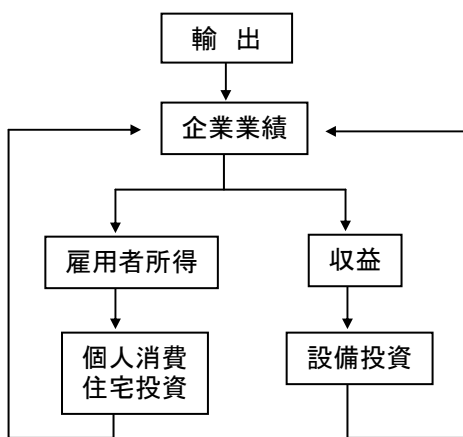 輸 出
企業業績
雇用者所得
収益
個人消費
住宅投資
設備投資